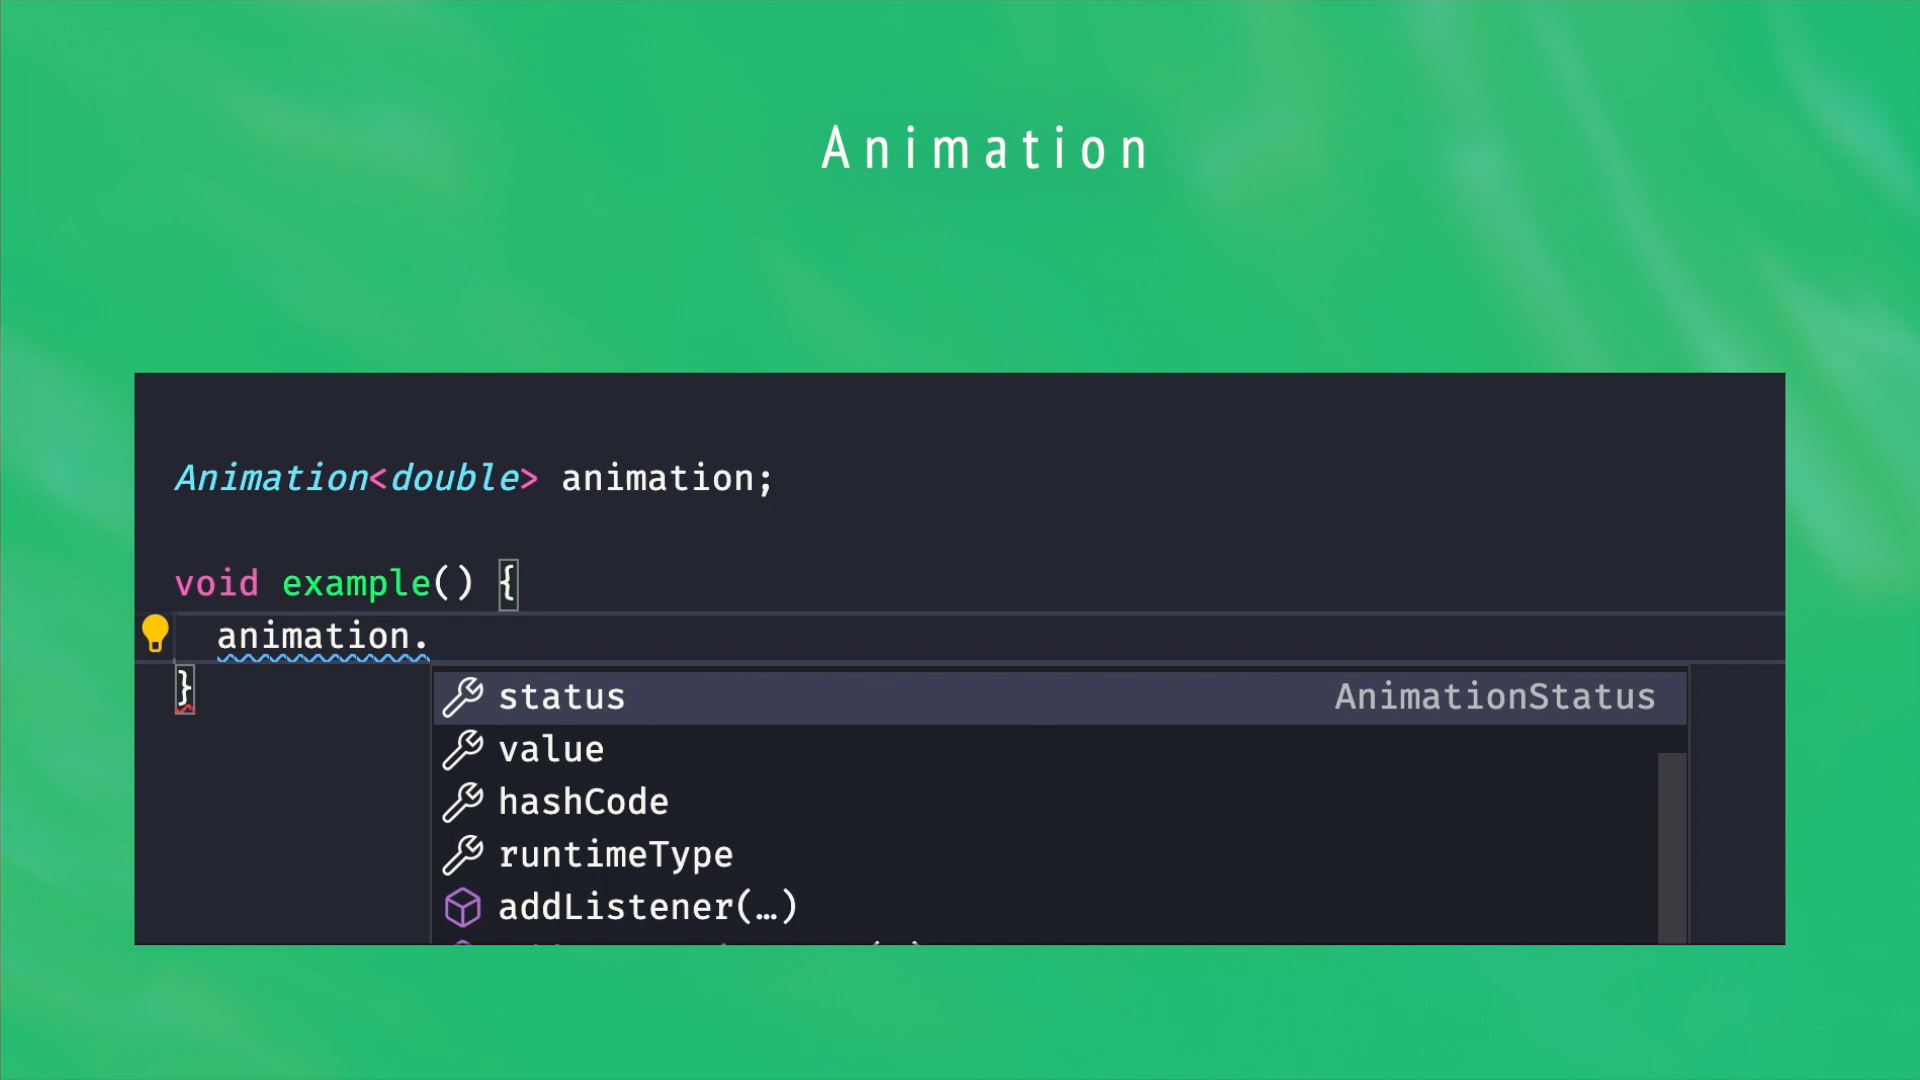 Animation
Animation<double> animation;
void example() {
animation.
}
status AnimationStatus
value
hashCode
runtimeType
addListener(…)